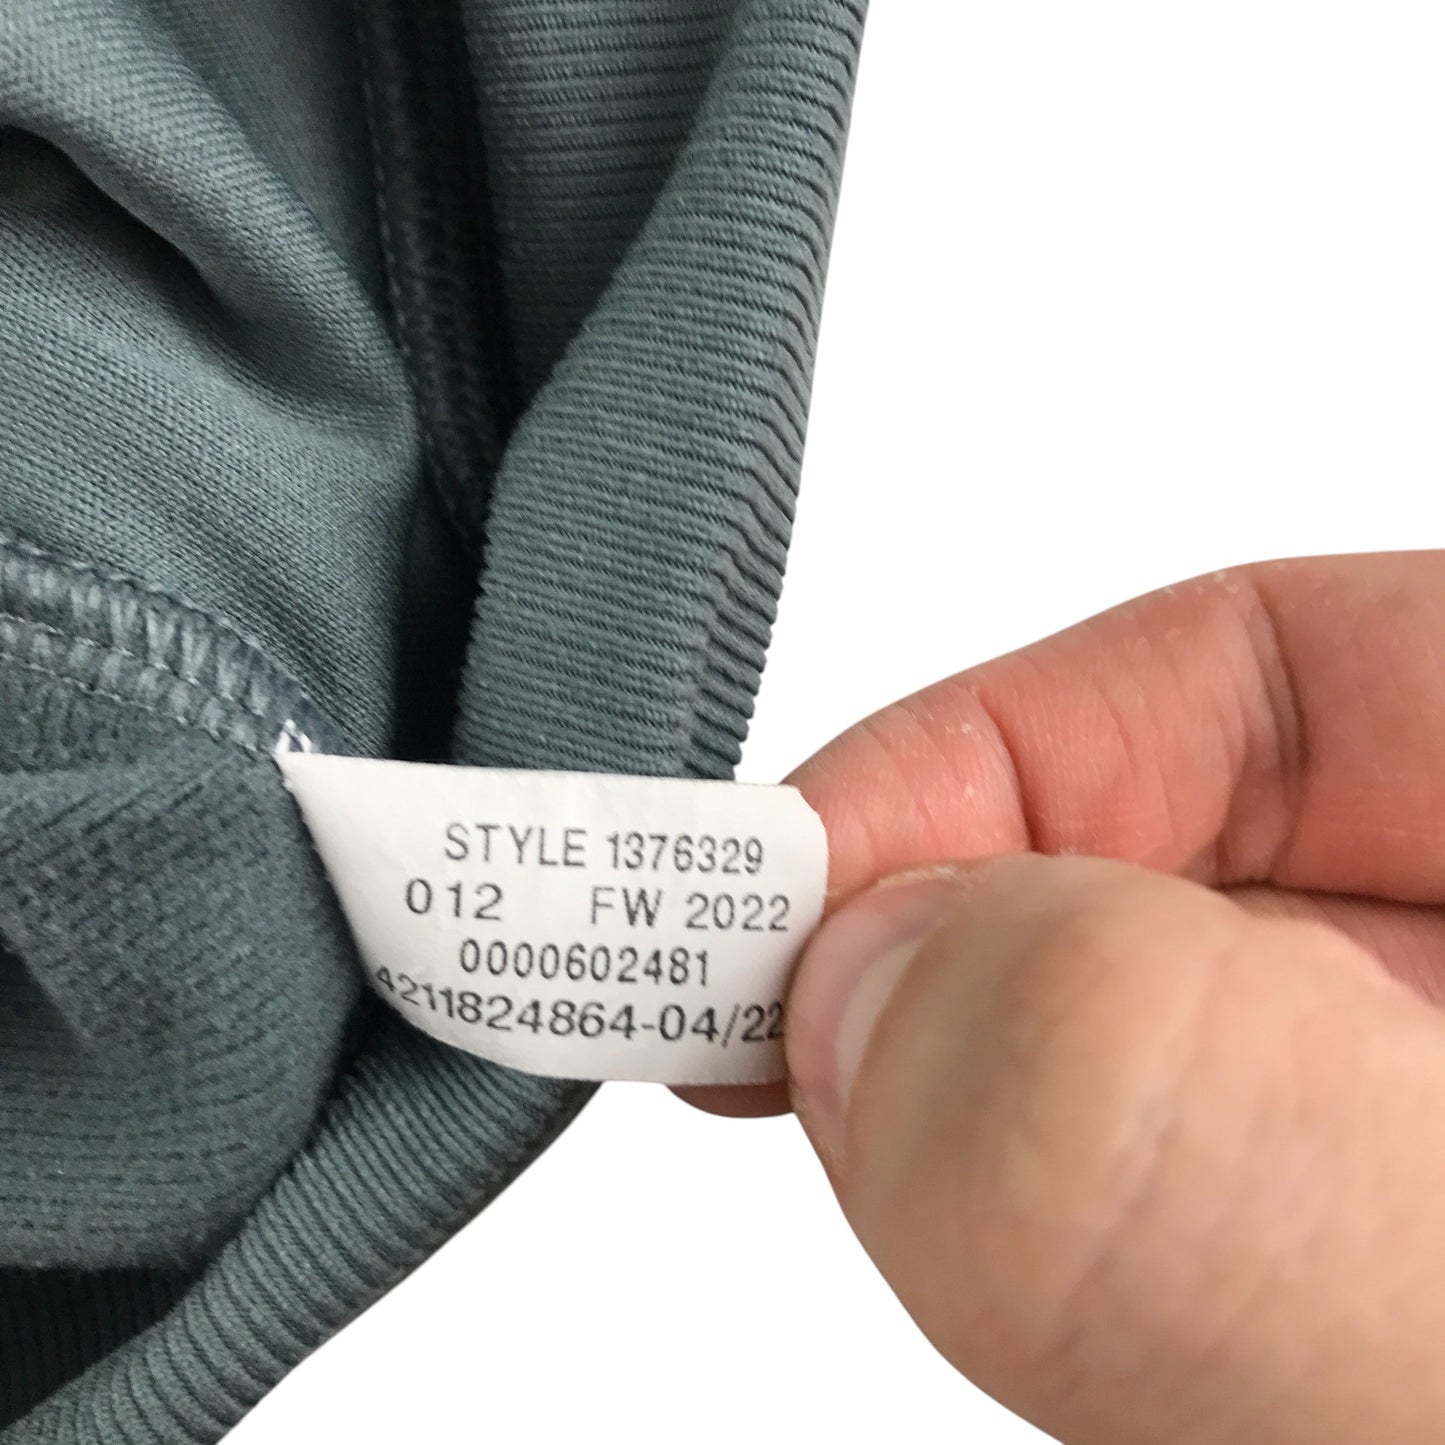 STYLE 1376329
012 FW 2022
0000602481
4211824864-04/22